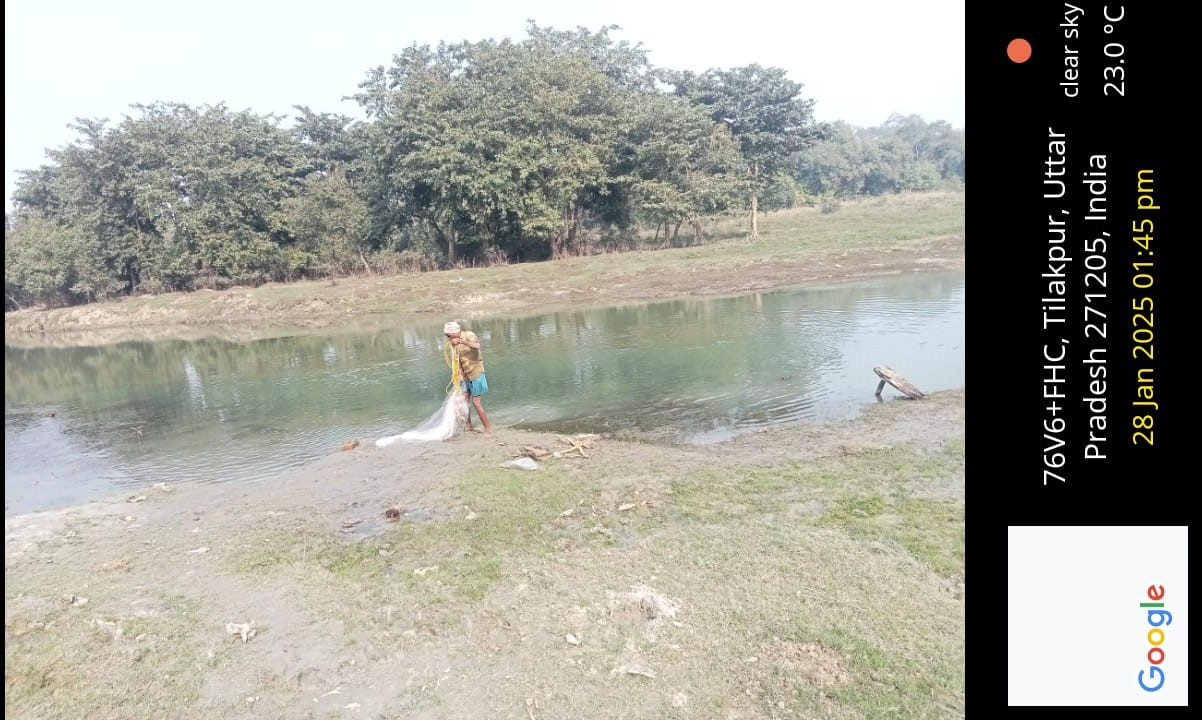 clear sky
23.0 °C
76V6+FHC, Tilakpur, Uttar
Pradesh 271205, India
28 Jan 2025 01:45 pm
Google